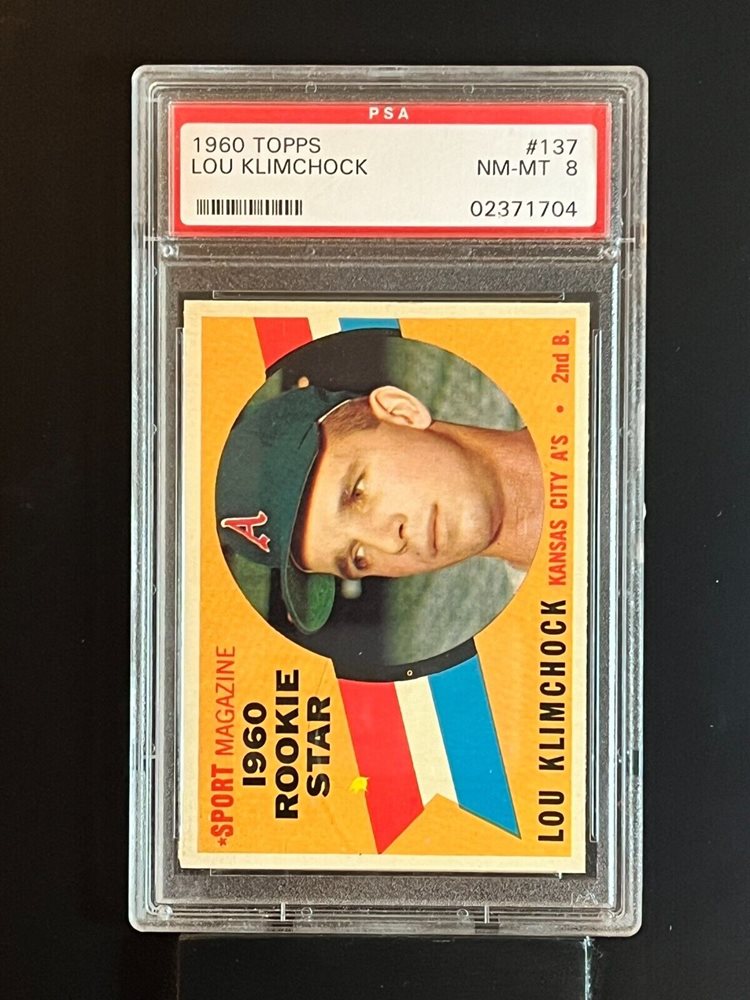 PSA
1960 TOPPS #137
LOU KLIMCHOCK NM-MT 8
02371704
A
*SPORT MAGAZINE
1960
ROOKIE
STAR
LOU KLIMCHOCK KANSAS CITY A'S • 2nd B.